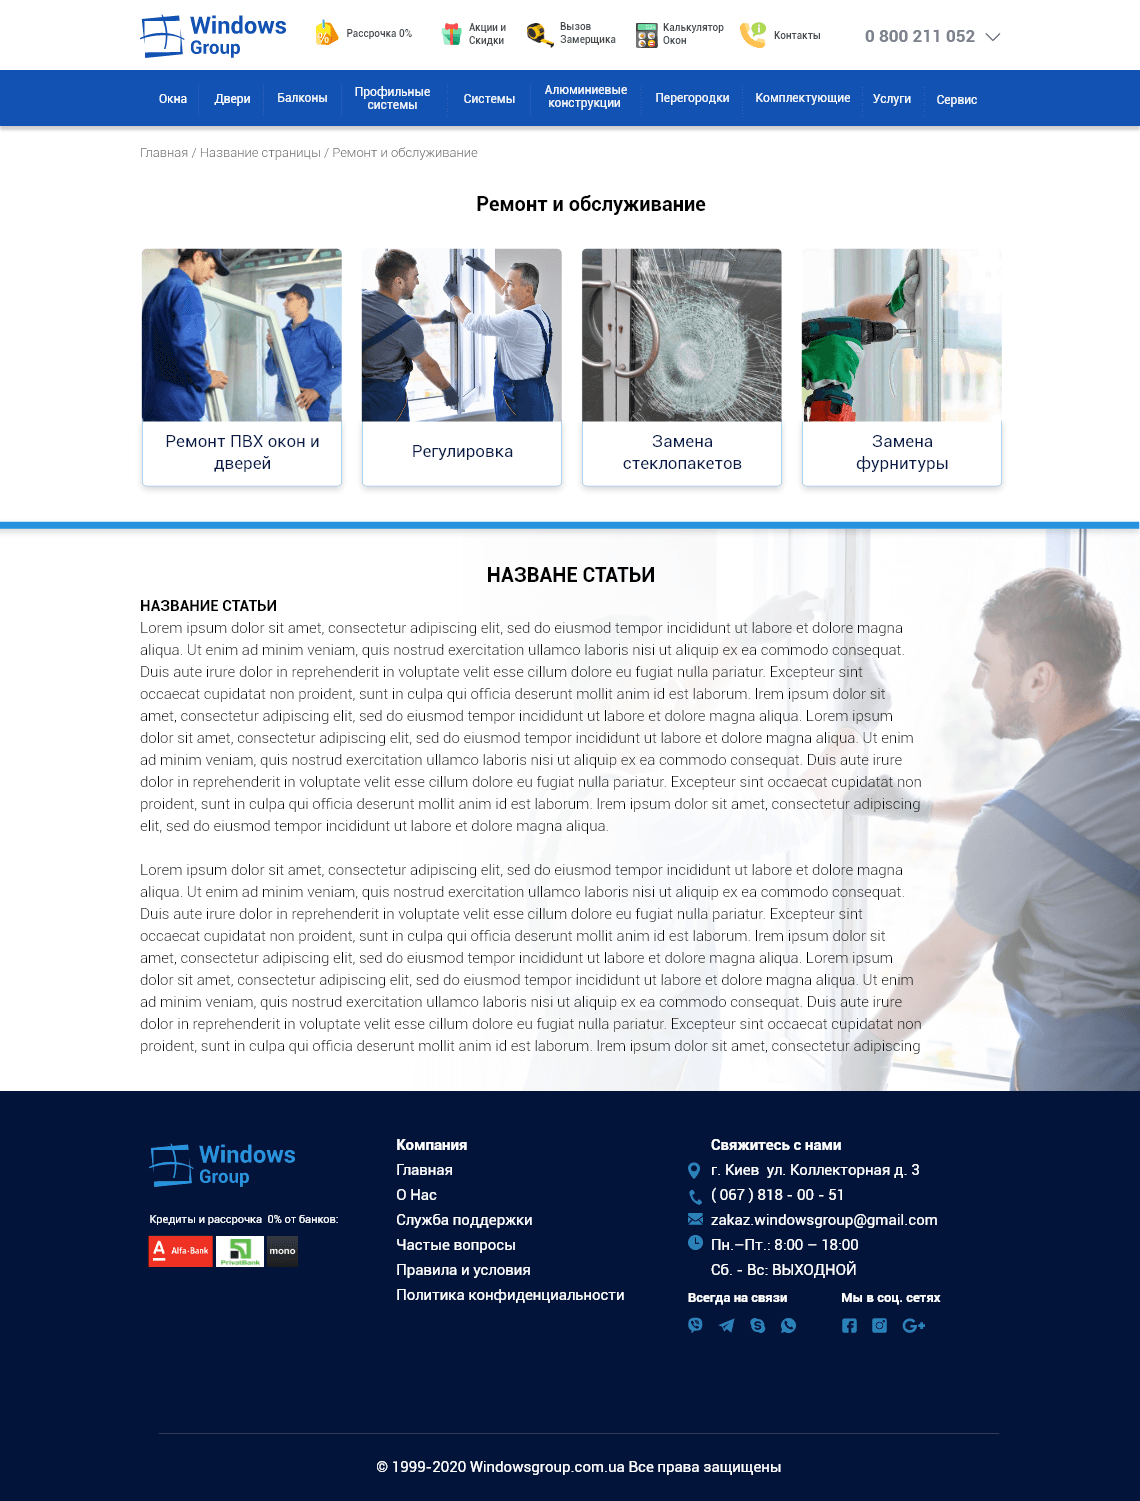 Windows
Group
Рассрочка 0%
Акции и
Скидки
Вызов
Замерщика
Калькулятор
Окон
Контакты
0 800 211 052
Окна
Двери
Балконы
Профильные
системы
Системы
Алюминиевые
конструкции
Перегородки
Комплектующие
Услуги
Сервис
Главная / Название страницы / Ремонт и обслуживание
Ремонт и обслуживание
Ремонт ПВХ окон и
дверей
Регулировка
Замена
стеклопакетов
Замена
фурнитуры
НАЗВАНЕ СТАТЬИ
НАЗВАНИЕ СТАТЬИ
Lorem ipsum dolor sit amet, consectetur adipiscing elit, sed do eiusmod tempor incididunt ut labore et dolore magna
aliqua. Ut enim ad minim veniam, quis nostrud exercitation ullamco laboris nisi ut aliquip ex ea commodo consequat.
Duis aute irure dolor in reprehenderit in voluptate velit esse cillum dolore eu fugiat nulla pariatur. Excepteur sint
occaecat cupidatat non proident, sunt in culpa qui officia deserunt mollit anim id est laborum. lrem ipsum dolor sit
amet, consectetur adipiscing elit, sed do eiusmod tempor incididunt ut labore et dolore magna aliqua. Lorem ipsum
dolor sit amet, consectetur adipiscing elit, sed do eiusmod tempor incididunt ut labore et dolore magna aliqua. Ut enim
ad minim veniam, quis nostrud exercitation ullamco laboris nisi ut aliquip ex ea commodo consequat. Duis aute irure
dolor in reprehenderit in voluptate velit esse cillum dolore eu fugiat nulla pariatur. Excepteur sint occaecat cupidatat non
proident, sunt in culpa qui officia deserunt mollit anim id est laborum. lrem ipsum dolor sit amet, consectetur adipiscing
elit, sed do eiusmod tempor incididunt ut labore et dolore magna aliqua.
Lorem ipsum dolor sit amet, consectetur adipiscing elit, sed do eiusmod tempor incididunt ut labore et dolore magna
aliqua. Ut enim ad minim veniam, quis nostrud exercitation ullamco laboris nisi ut aliquip ex ea commodo consequat.
Duis aute irure dolor in reprehenderit in voluptate velit esse cillum dolore eu fugiat nulla pariatur. Excepteur sint
occaecat cupidatat non proident, sunt in culpa qui officia deserunt mollit anim id est laborum. lrem ipsum dolor sit
amet, consectetur adipiscing elit, sed do eiusmod tempor incididunt ut labore et dolore magna aliqua. Lorem ipsum
dolor sit amet, consectetur adipiscing elit, sed do eiusmod tempor incididunt ut labore et dolore magna aliqua. Ut enim
ad minim veniam, quis nostrud exercitation ullamco laboris nisi ut aliquip ex ea commodo consequat. Duis aute irure
dolor in reprehenderit in voluptate velit esse cillum dolore eu fugiat nulla pariatur. Excepteur sint occaecat cupidatat non
proident, sunt in culpa qui officia deserunt mollit anim id est laborum. lrem ipsum dolor sit amet, consectetur adipiscing
Windows
Group
Кредиты и рассрочка 0% от банков:
Alfa·Bank
PrivatBank
mono
Компания
Главная
О Нас
Служба поддержки
Частые вопросы
Правила и условия
Политика конфиденциальности
Свяжитесь с нами
г. Киев ул. Коллекторная д. 3
( 067 ) 818 - 00 - 51
zakaz.windowsgroup@gmail.com
Пн.–Пт.: 8:00 – 18:00
Сб. - Вс: ВЫХОДНОЙ
Всегда на связи
Мы в соц. сетях
© 1999-2020 Windowsgroup.com.ua Все права защищены